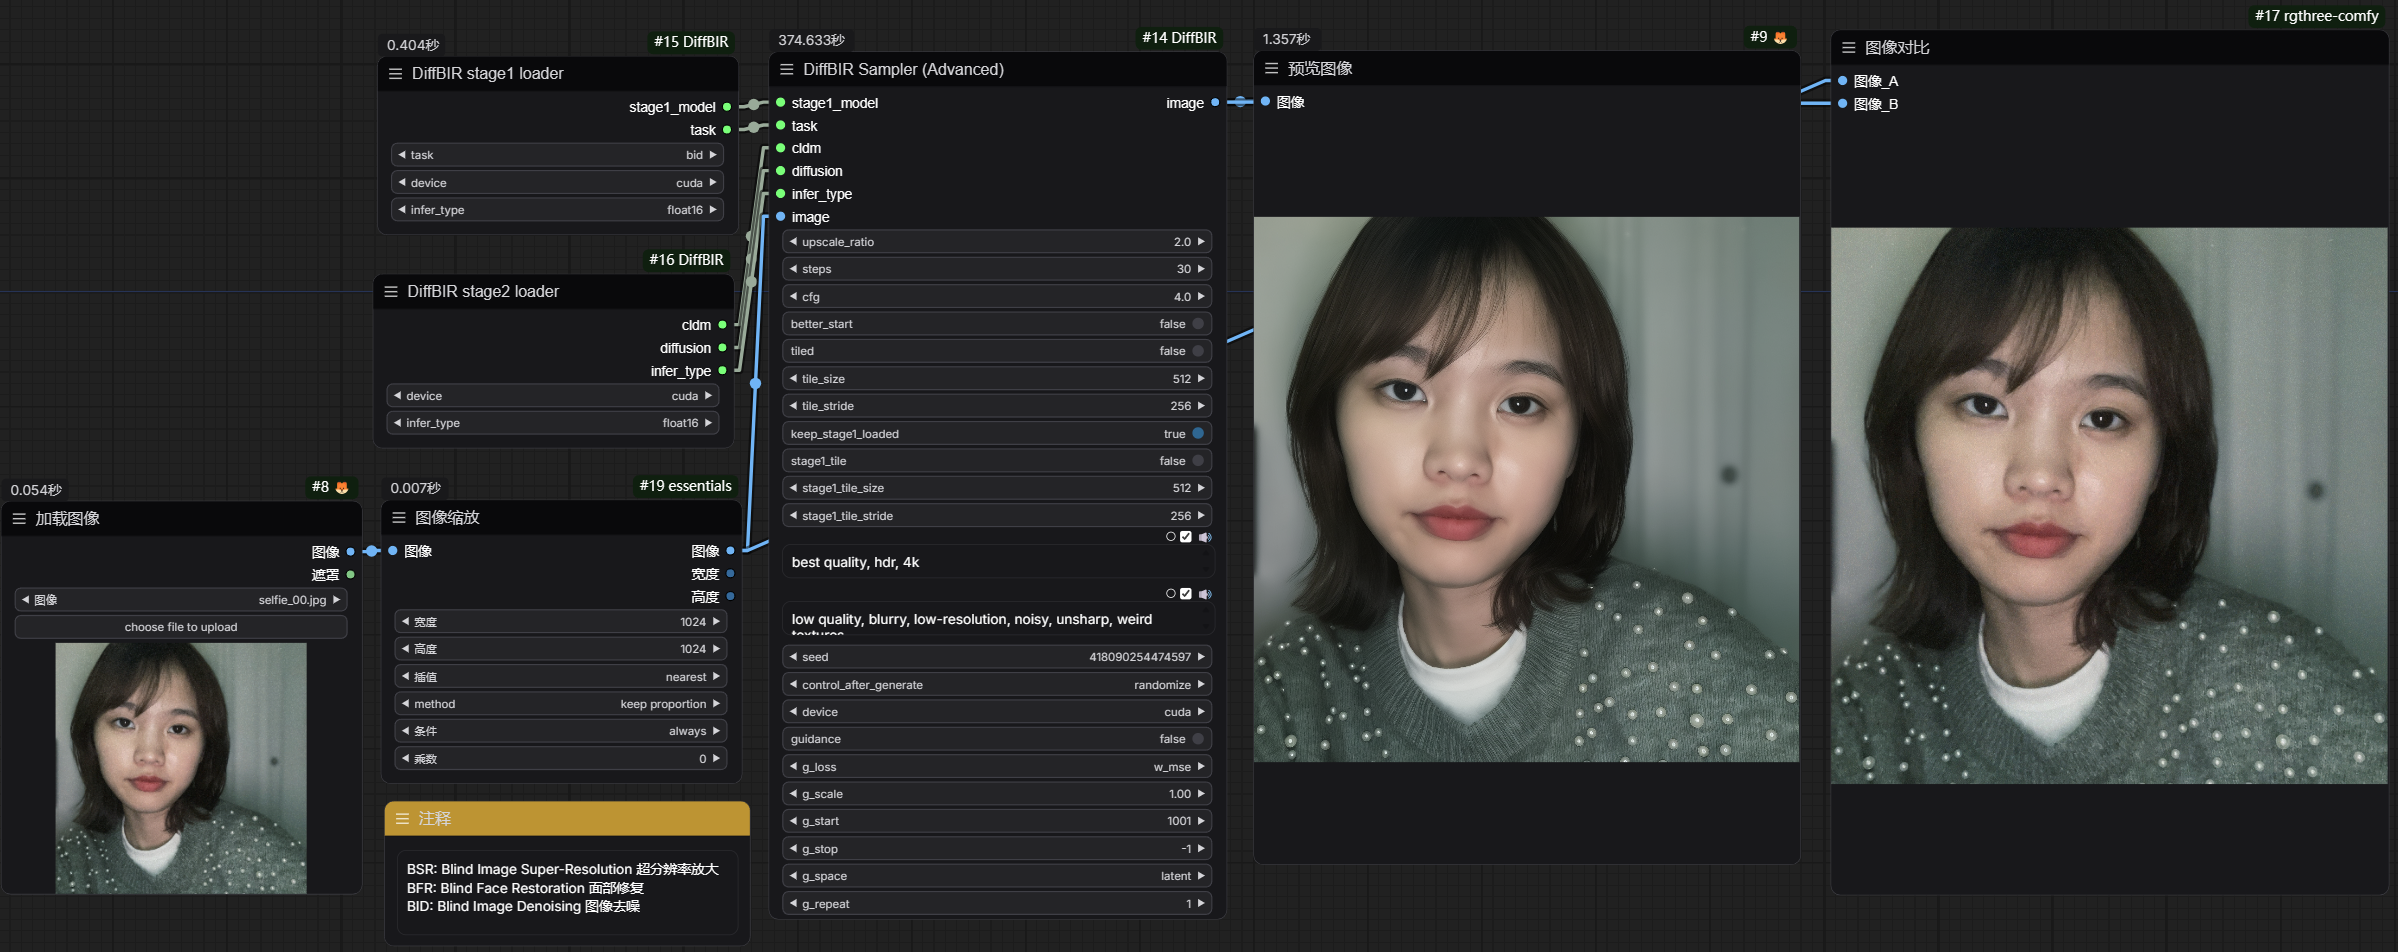 0.404秒
#15 DiffBIR
DiffBIR stage1 loader
stage1_model
task
task bid
device cuda
infer_type float16
#16 DiffBIR
DiffBIR stage2 loader
cldm
diffusion
infer_type
device cuda
infer_type float16
0.054秒
#8
加载图像
图像
遮罩
图像 selfie_00.jpg
choose file to upload
0.007秒
#19 essentials
图像缩放
图像 图像
宽度
高度
宽度 1024
高度 1024
插值 nearest
method keep proportion
条件 always
乘数 0
注释
BSR: Blind Image Super-Resolution 超分辨率放大
BFR: Blind Face Restoration 面部修复
BID: Blind Image Denoising 图像去噪
374.633秒
#14 DiffBIR
DiffBIR Sampler (Advanced)
stage1_model image
task
cldm
diffusion
infer_type
image
upscale_ratio 2.0
steps 30
cfg 4.0
better_start false
tiled false
tile_size 512
tile_stride 256
keep_stage1_loaded true
stage1_tile false
stage1_tile_size 512
stage1_tile_stride 256
best quality, hdr, 4k
low quality, blurry, low-resolution, noisy, unsharp, weird
textures
seed 418090254474597
control_after_generate randomize
device cuda
guidance false
g_loss w_mse
g_scale 1.00
g_start 1001
g_stop -1
g_space latent
g_repeat 1
1.357秒
#9
预览图像
图像
#17 rgthree-comfy
图像对比
图像_A
图像_B